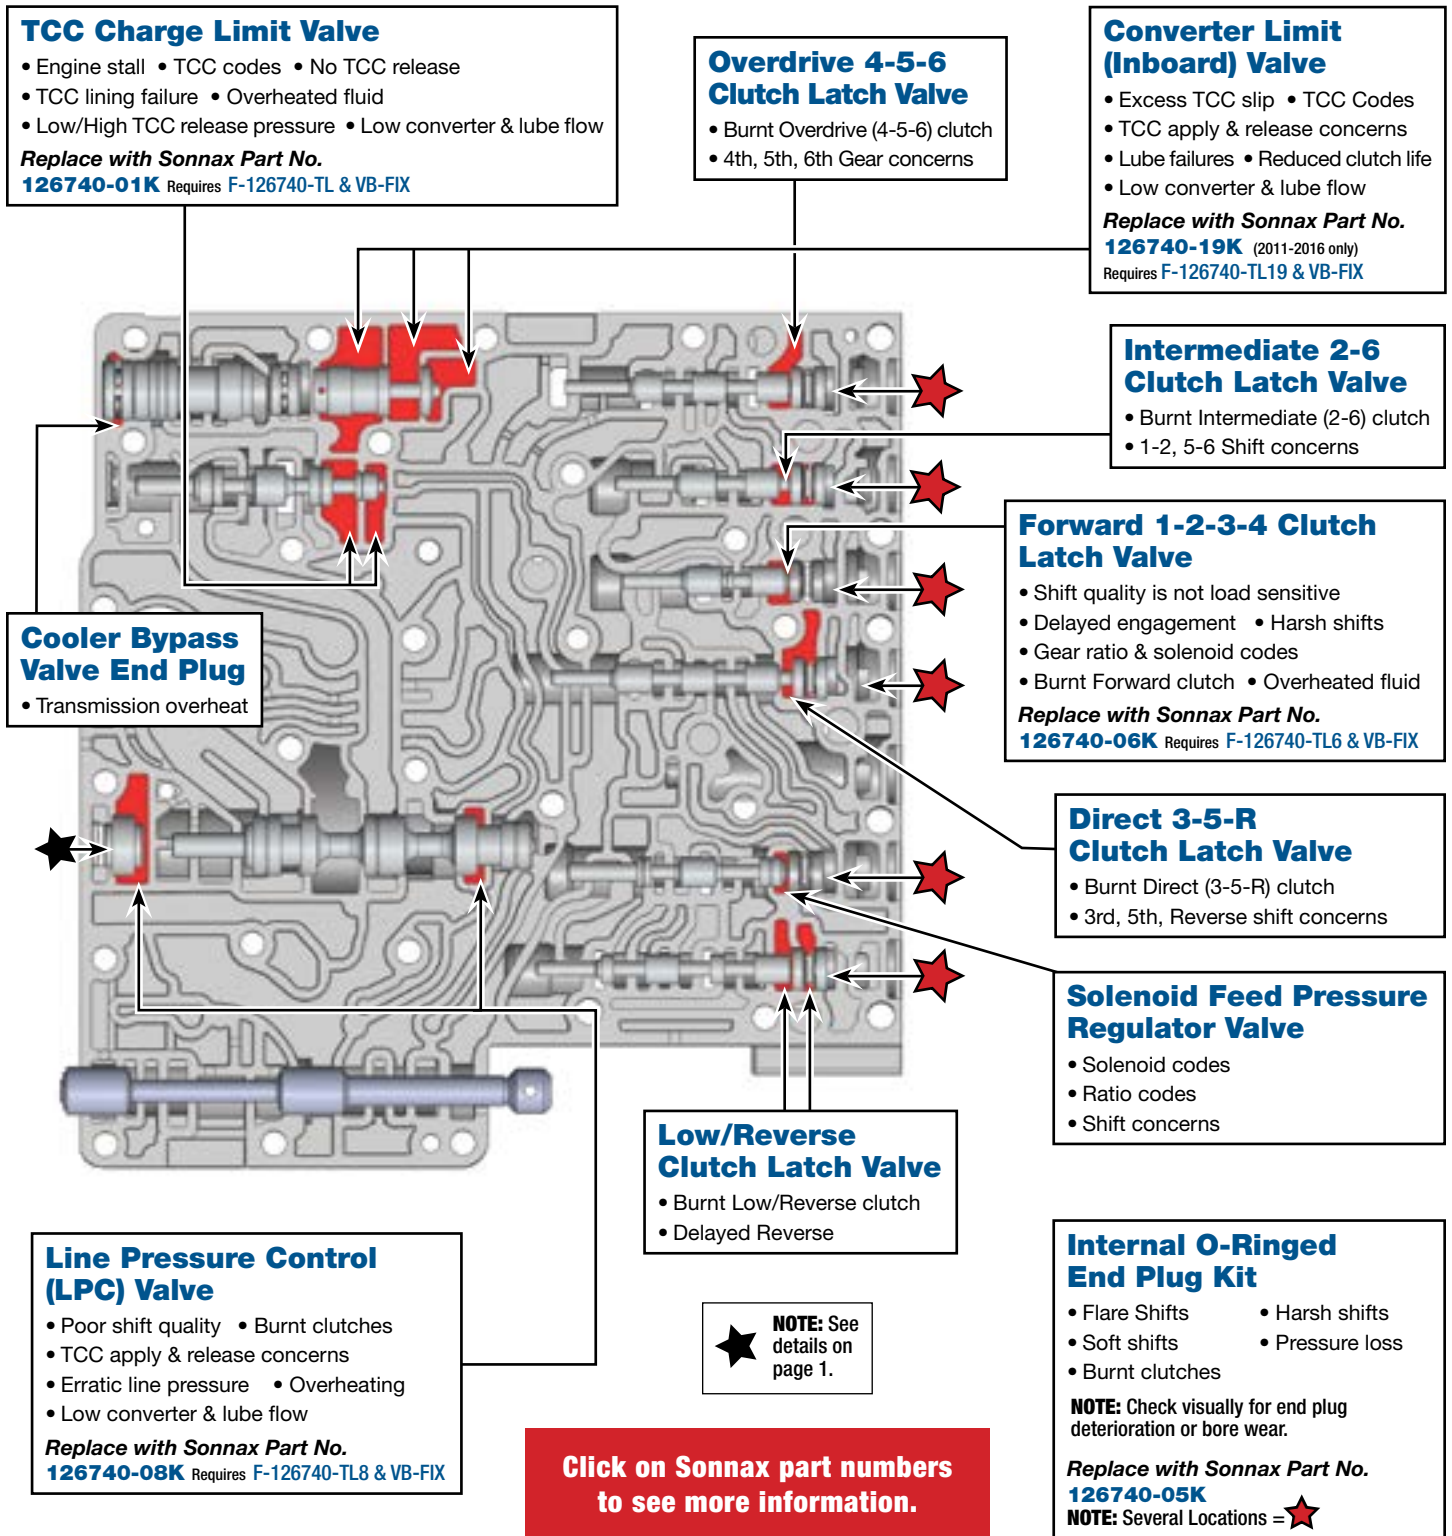 TCC Charge Limit Valve
• Engine stall • TCC codes • No TCC release
• TCC lining failure • Overheated fluid
• Low/High TCC release pressure • Low converter & lube flow
Replace with Sonnax Part No.
126740-01K Requires F-126740-TL & VB-FIX
Overdrive 4-5-6
Clutch Latch Valve
• Burnt Overdrive (4-5-6) clutch
• 4th, 5th, 6th Gear concerns
Converter Limit
(Inboard) Valve
• Excess TCC slip • TCC Codes
• TCC apply & release concerns
• Lube failures • Reduced clutch life
• Low converter & lube flow
Replace with Sonnax Part No.
126740-19K (2011-2016 only)
Requires F-126740-TL19 & VB-FIX
Intermediate 2-6
Clutch Latch Valve
• Burnt Intermediate (2-6) clutch
• 1-2, 5-6 Shift concerns
Forward 1-2-3-4 Clutch
Latch Valve
• Shift quality is not load sensitive
• Delayed engagement • Harsh shifts
• Gear ratio & solenoid codes
• Burnt Forward clutch • Overheated fluid
Replace with Sonnax Part No.
126740-06K Requires F-126740-TL6 & VB-FIX
Cooler Bypass
Valve End Plug
• Transmission overheat
Direct 3-5-R
Clutch Latch Valve
• Burnt Direct (3-5-R) clutch
• 3rd, 5th, Reverse shift concerns
Solenoid Feed Pressure
Regulator Valve
• Solenoid codes
• Ratio codes
• Shift concerns
Low/Reverse
Clutch Latch Valve
• Burnt Low/Reverse clutch
• Delayed Reverse
Line Pressure Control
(LPC) Valve
• Poor shift quality • Burnt clutches
• TCC apply & release concerns
• Erratic line pressure • Overheating
• Low converter & lube flow
Replace with Sonnax Part No.
126740-08K Requires F-126740-TL8 & VB-FIX
NOTE: See
details on
page 1.
Click on Sonnax part numbers
to see more information.
Internal O-Ringed
End Plug Kit
• Flare Shifts • Harsh shifts
• Soft shifts • Pressure loss
• Burnt clutches
NOTE: Check visually for end plug
deterioration or bore wear.
Replace with Sonnax Part No.
126740-05K
NOTE: Several Locations =